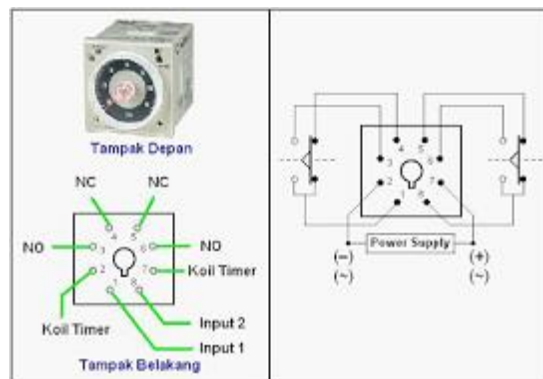 Tampak Depan
NC NC
4 5
NO 3 6 NO
2 7 Koil Timer
1 8
Koil Timer
Input 2
Input 1
Tampak Belakang
4 5
3 6
2 7
1 8
Power Supply
(−) (+)
(~) (~)